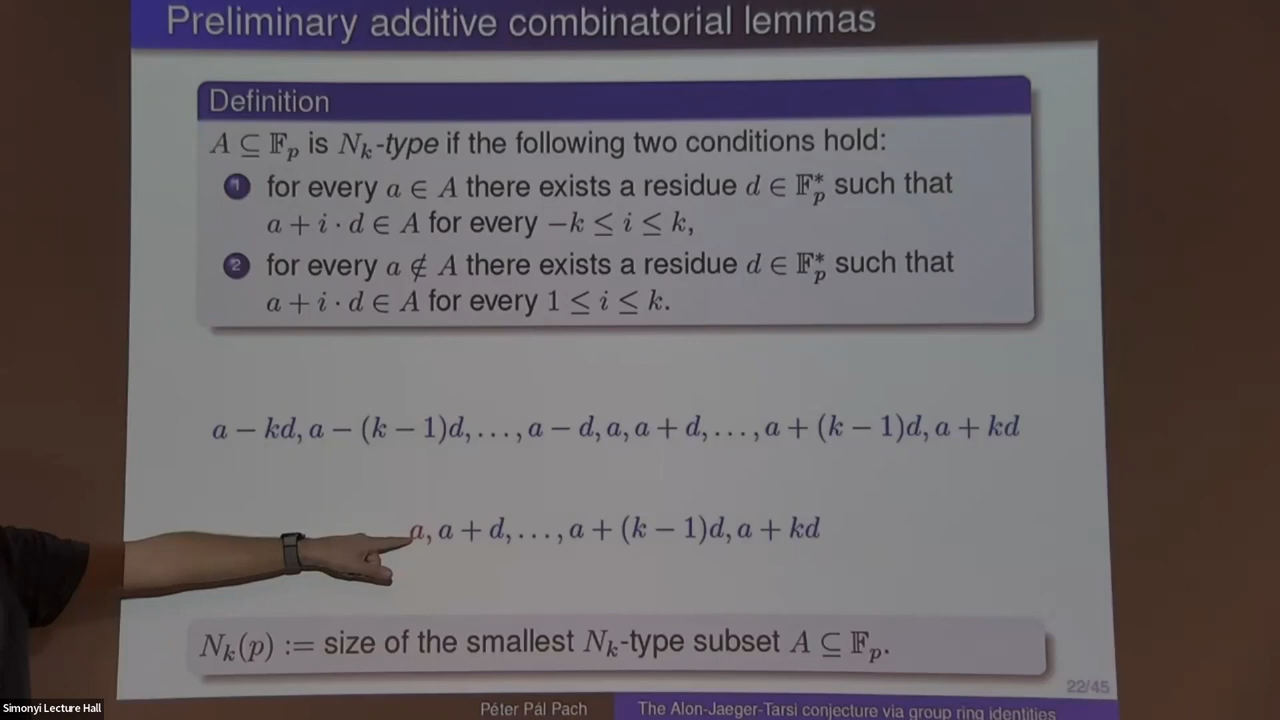 Preliminary additive combinatorial lemmas
Definition
A ⊆ 𝔽_p is N_k-type if the following two conditions hold:
1 for every a ∈ A there exists a residue d ∈ 𝔽_p^* such that
a + i · d ∈ A for every −k ≤ i ≤ k,
2 for every a ∉ A there exists a residue d ∈ 𝔽_p^* such that
a + i · d ∈ A for every 1 ≤ i ≤ k.
a − kd, a − (k − 1)d, . . . , a − d, a, a + d, . . . , a + (k − 1)d, a + kd
a, a + d, . . . , a + (k − 1)d, a + kd
N_k(p) := size of the smallest N_k-type subset A ⊆ 𝔽_p.
22/45
Péter Pál Pach The Alon-Jaeger-Tarsi conjecture via group ring identities
Simonyi Lecture Hall